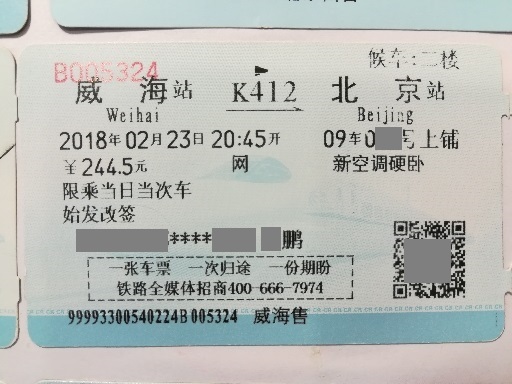 候车:二楼
B005324
威海站 K412 北京站
Weihai Beijing
2018年02月23日 20:45开 09车0 号上铺
￥244.5元 网 新空调硬卧
限乘当日当次车
始发改签
**** 鹏
一张车票 一次归途 一份期盼
铁路全媒体招商400-666-7974
99993300540224B005324 威海售